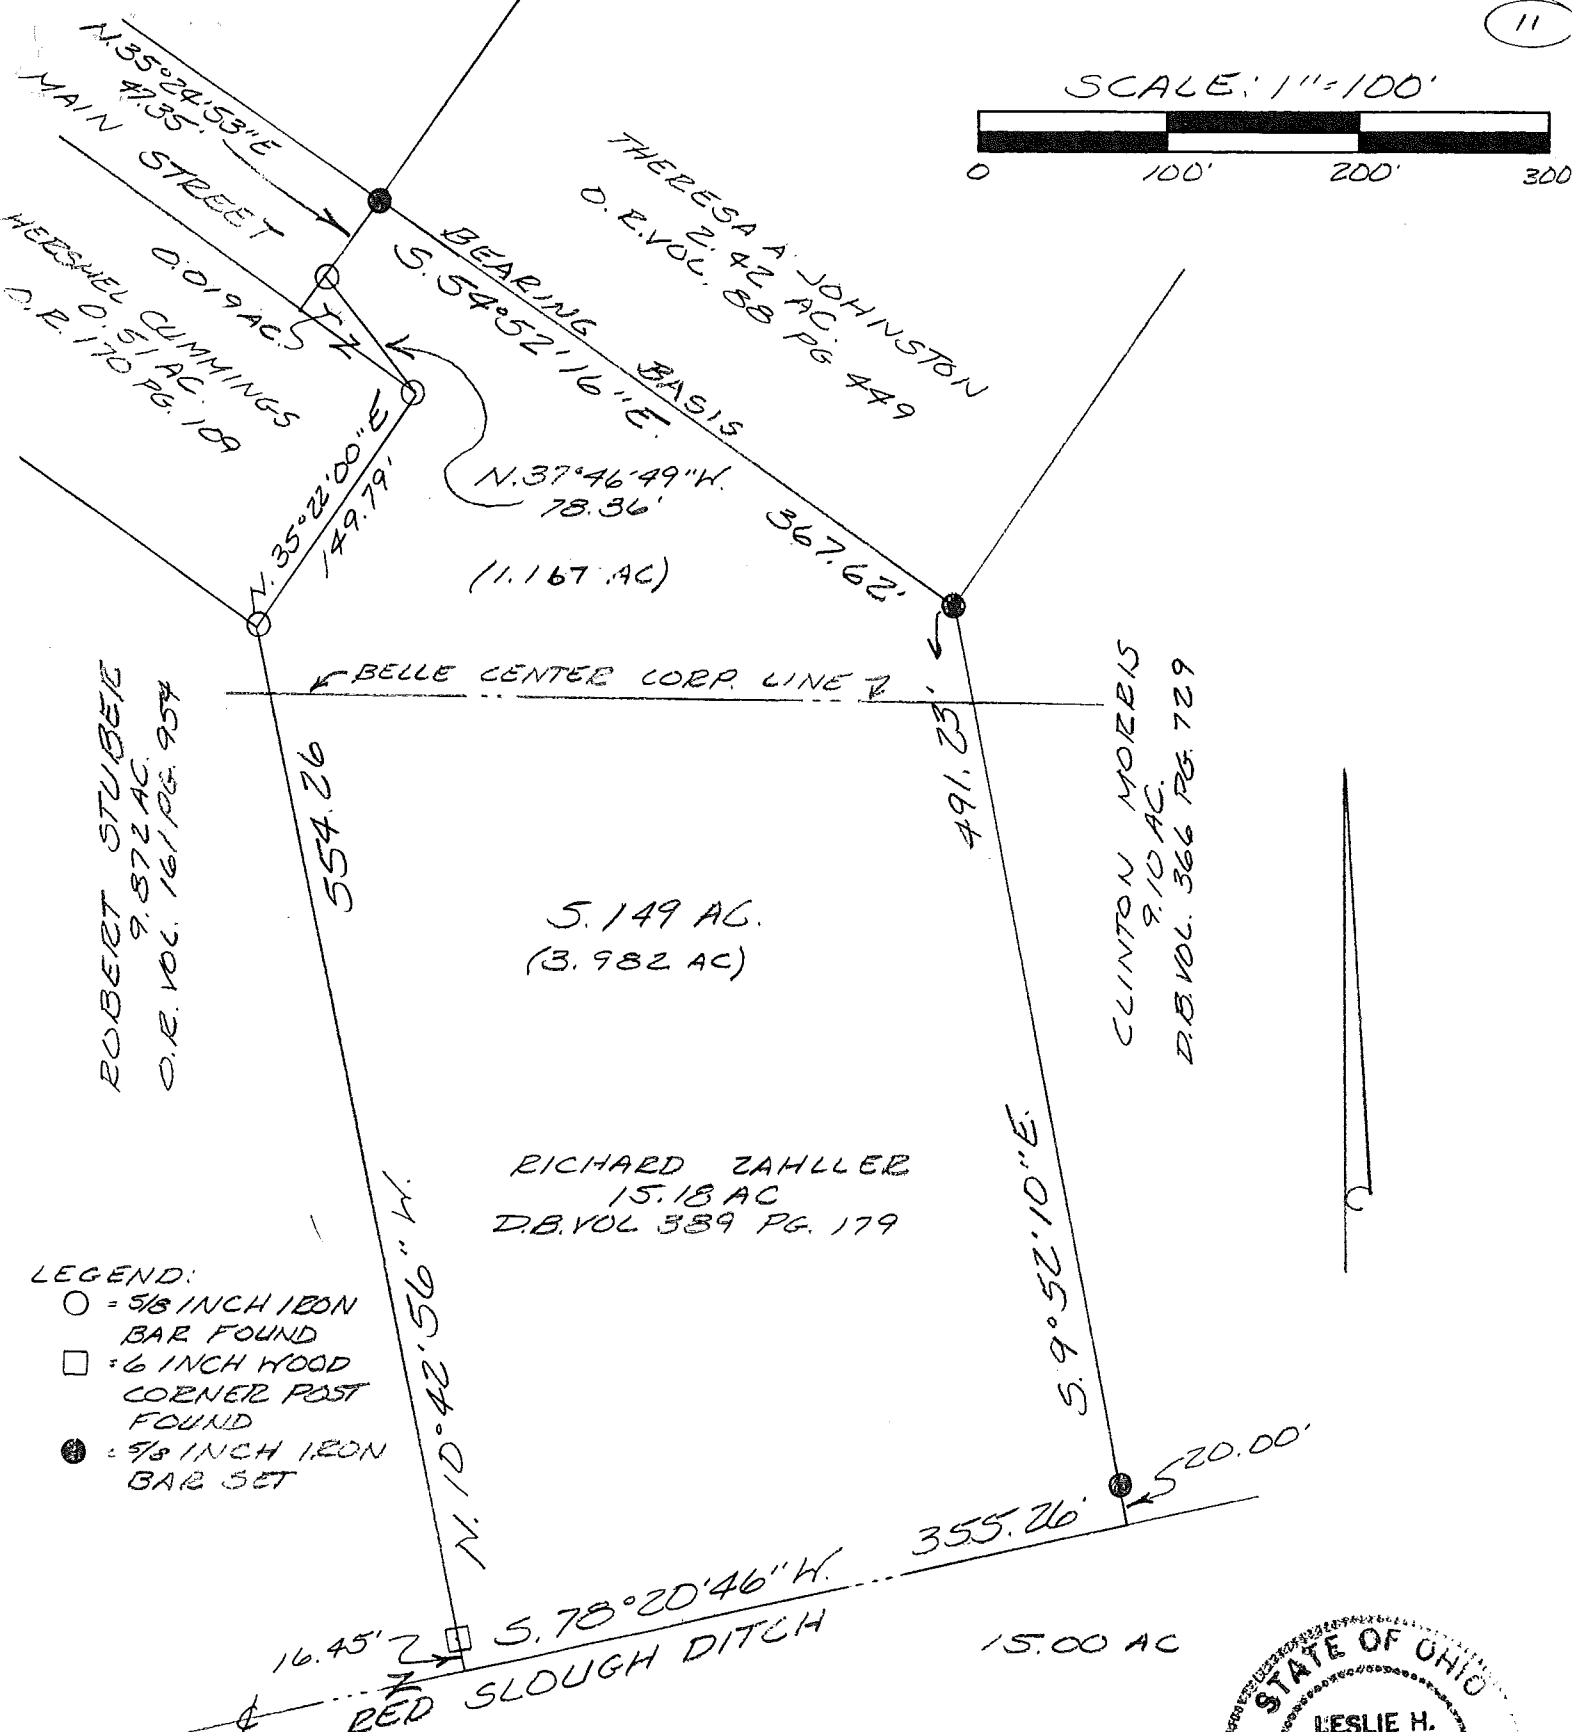 11
SCALE: 1"=100'
0 100' 200' 300
N.35°24'53"E
47.35'
MAIN STREET
HERSHEL CUMMINGS
0.51 AC.
O.R. 170 PG. 109
0.019 AC.
THERESA A. JOHNSTON
2.42 AC.
O.R. VOL. 88 PG 449
BEARING BASIS
S. 54°52'16"E.
367.62'
N.37°46'49"W.
78.36'
N. 35°22'00"E
149.79'
(1.167 AC)
BELLE CENTER CORP. LINE
ROBERT STUBER
9.872 AC.
O.R. VOL. 161 PG. 954
554.26
491.23'
CLINTON MORRIS
9.10 AC.
D.B. VOL. 366 PG. 729
5.149 AC.
(3.982 AC)
RICHARD ZAHLLER
15.18 AC
D.B. VOL 389 PG. 179
N. 10°42'56" W.
S. 9°52'10"E.
LEGEND:
○ = 5/8 INCH IRON
BAR FOUND
□ = 6 INCH WOOD
CORNER POST
FOUND
● = 5/8 INCH IRON
BAR SET
20.00'
355.26'
S. 78°20'46" W.
16.45'
RED SLOUGH DITCH
15.00 AC
STATE OF OHIO
LESLIE H.